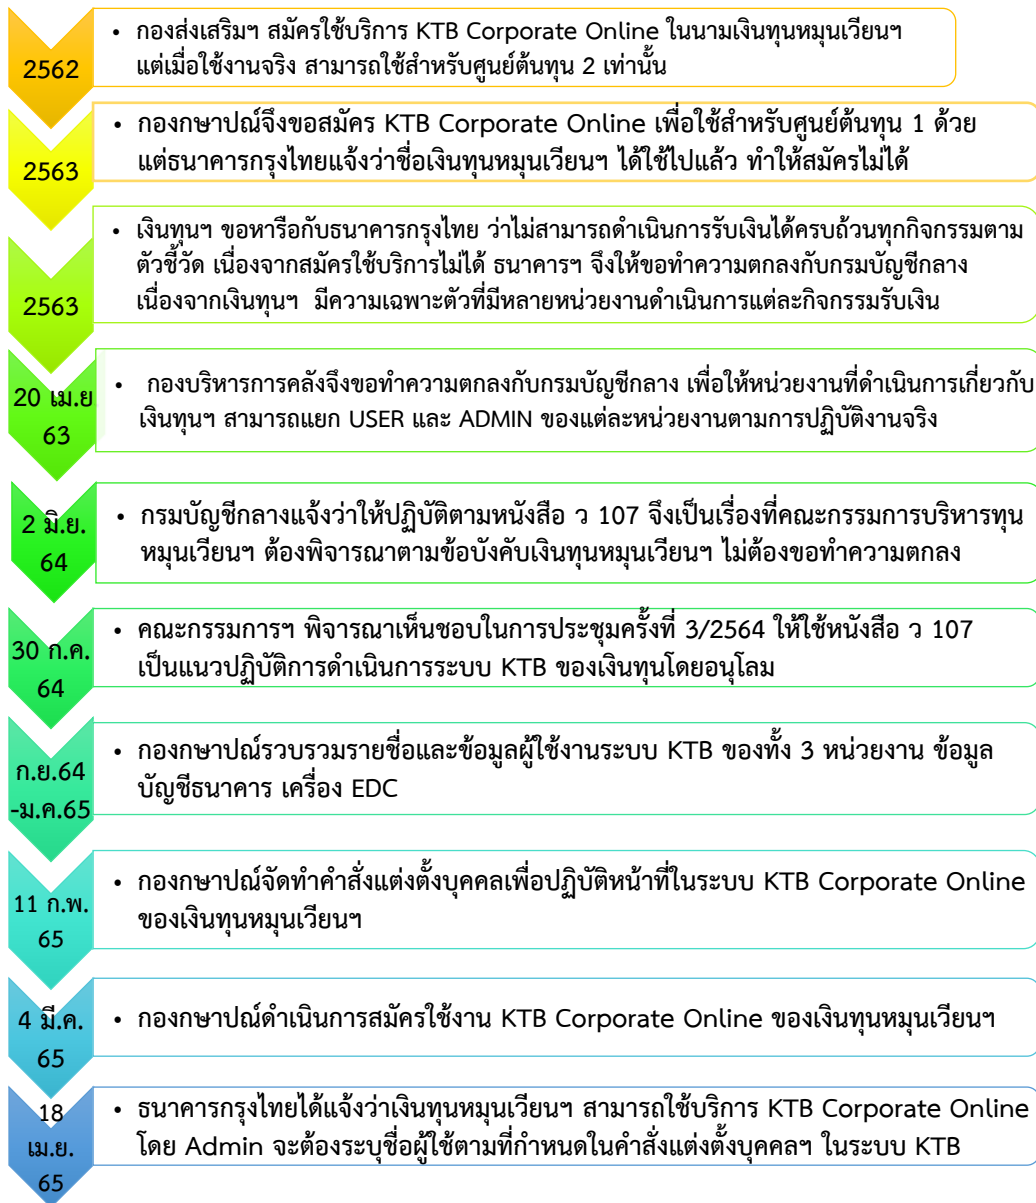 2562
• กองส่งเสริมฯ สมัครใช้บริการ KTB Corporate Online ในนามเงินทุนหมุนเวียนฯ
แต่เมื่อใช้งานจริง สามารถใช้สำหรับศูนย์ต้นทุน 2 เท่านั้น
2563
• กองกษาปณ์จึงขอสมัคร KTB Corporate Online เพื่อใช้สำหรับศูนย์ต้นทุน 1 ด้วย
แต่ธนาคารกรุงไทยแจ้งว่าชื่อเงินทุนหมุนเวียนฯ ได้ใช้ไปแล้ว ทำให้สมัครไม่ได้
2563
• เงินทุนฯ ขอหารือกับธนาคารกรุงไทย ว่าไม่สามารถดำเนินการรับเงินได้ครบถ้วนทุกกิจกรรมตาม
ตัวชี้วัด เนื่องจากสมัครใช้บริการไม่ได้ ธนาคารฯ จึงให้ขอทำความตกลงกับกรมบัญชีกลาง
เนื่องจากเงินทุนฯ มีความเฉพาะตัวที่มีหลายหน่วยงานดำเนินการแต่ละกิจกรรมรับเงิน
20 เม.ย
63
• กองบริหารการคลังจึงขอทำความตกลงกับกรมบัญชีกลาง เพื่อให้หน่วยงานที่ดำเนินการเกี่ยวกับ
เงินทุนฯ สามารถแยก USER และ ADMIN ของแต่ละหน่วยงานตามการปฏิบัติงานจริง
2 มิ.ย.
64
• กรมบัญชีกลางแจ้งว่าให้ปฏิบัติตามหนังสือ ว 107 จึงเป็นเรื่องที่คณะกรรมการบริหารทุน
หมุนเวียนฯ ต้องพิจารณาตามข้อบังคับเงินทุนหมุนเวียนฯ ไม่ต้องขอทำความตกลง
30 ก.ค.
64
• คณะกรรมการฯ พิจารณาเห็นชอบในการประชุมครั้งที่ 3/2564 ให้ใช้หนังสือ ว 107
เป็นแนวปฏิบัติการดำเนินการระบบ KTB ของเงินทุนโดยอนุโลม
ก.ย.64
-ม.ค.65
• กองกษาปณ์รวบรวมรายชื่อและข้อมูลผู้ใช้งานระบบ KTB ของทั้ง 3 หน่วยงาน ข้อมูล
บัญชีธนาคาร เครื่อง EDC
11 ก.พ.
65
• กองกษาปณ์จัดทำคำสั่งแต่งตั้งบุคคลเพื่อปฏิบัติหน้าที่ในระบบ KTB Corporate Online
ของเงินทุนหมุนเวียนฯ
4 มี.ค.
65
• กองกษาปณ์ดำเนินการสมัครใช้งาน KTB Corporate Online ของเงินทุนหมุนเวียนฯ
18
เม.ย.
65
• ธนาคารกรุงไทยได้แจ้งว่าเงินทุนหมุนเวียนฯ สามารถใช้บริการ KTB Corporate Online
โดย Admin จะต้องระบุชื่อผู้ใช้ตามที่กำหนดในคำสั่งแต่งตั้งบุคคลฯ ในระบบ KTB